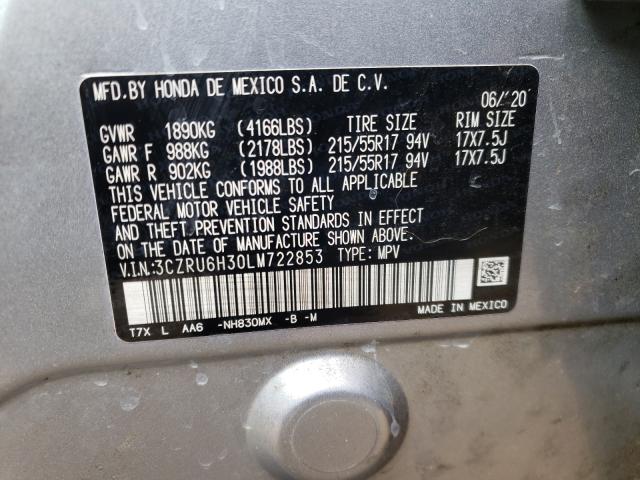 MFD. BY HONDA DE MEXICO S.A. DE C.V.
06/20
GVWR 1890KG (4166LBS) TIRE SIZE RIM SIZE
GAWR F 988KG (2178LBS) 215/55R17 94V 17X7.5J
GAWR R 902KG (1988LBS) 215/55R17 94V 17X7.5J
THIS VEHICLE CONFORMS TO ALL APPLICABLE
FEDERAL MOTOR VEHICLE SAFETY
AND THEFT PREVENTION STANDARDS IN EFFECT
ON THE DATE OF MANUFACTURE SHOWN ABOVE.
V.I.N.:3CZRU6H30LM722853 TYPE: MPV
MADE IN MEXICO
T7X L AA6 -NH830MX -B -M